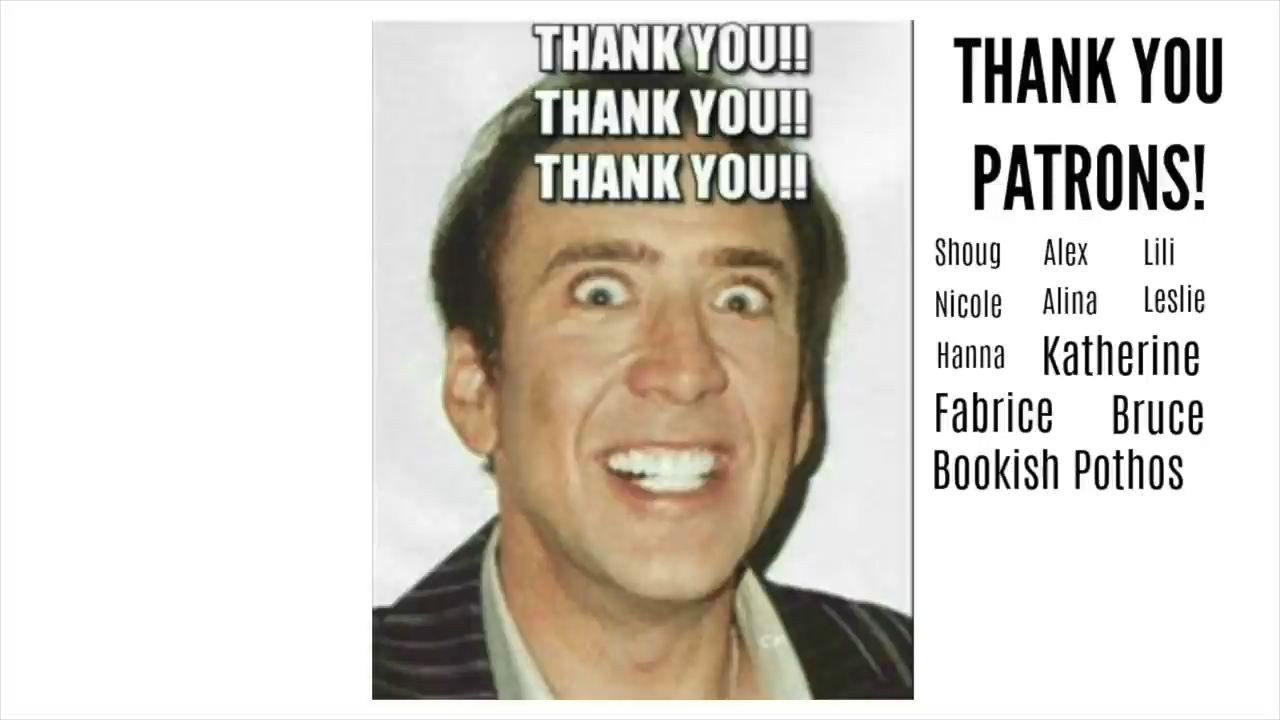 THANK YOU!!
THANK YOU!!
THANK YOU!!
THANK YOU
PATRONS!
Shoug Alex Lili
Nicole Alina Leslie
Hanna Katherine
Fabrice Bruce
Bookish Pothos